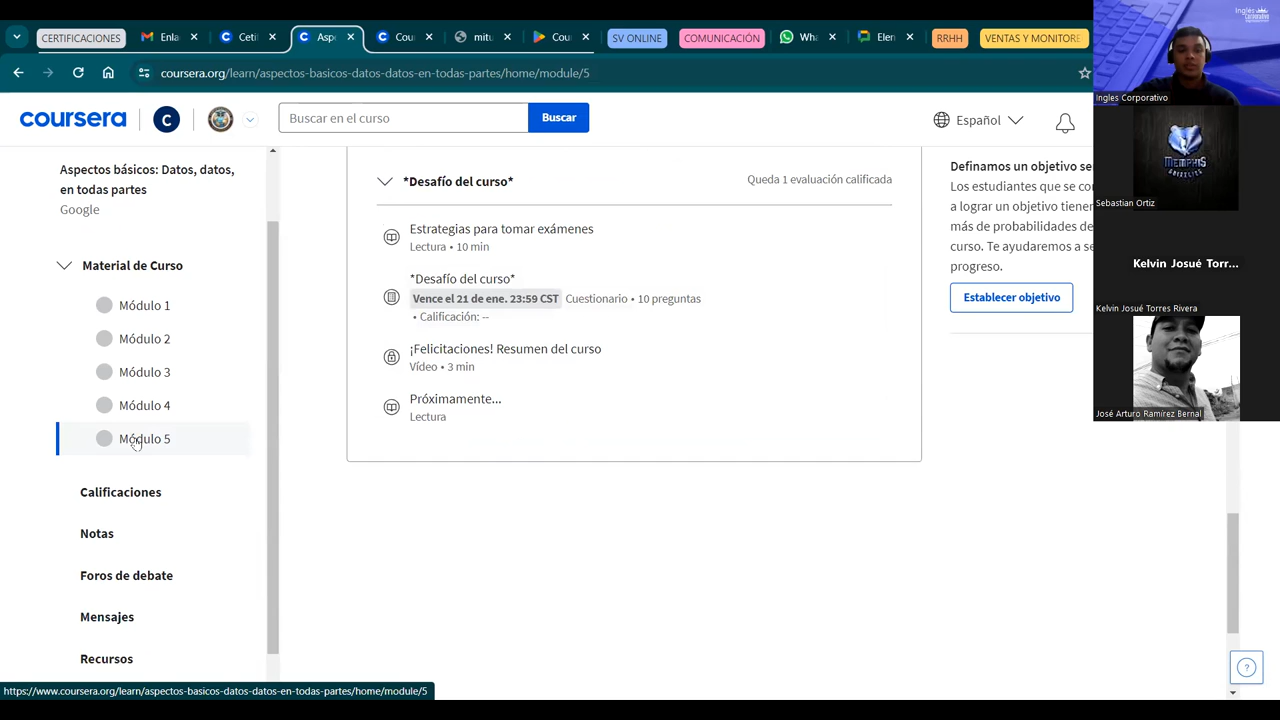 CERTIFICACIONES
Enla
Ceti
Asp
Cou
mitu
Cou
SV ONLINE
COMUNICACIÓN
Wha
Elen
RRHH
VENTAS Y MONITORE
coursera.org/learn/aspectos-basicos-datos-datos-en-todas-partes/home/module/5
coursera
C
Buscar en el curso
Buscar
Español
Aspectos básicos: Datos, datos,
en todas partes
Google
Material de Curso
Módulo 1
Módulo 2
Módulo 3
Módulo 4
Módulo 5
Calificaciones
Notas
Foros de debate
Mensajes
Recursos
*Desafío del curso*
Queda 1 evaluación calificada
Estrategias para tomar exámenes
Lectura • 10 min
*Desafío del curso*
Vence el 21 de ene. 23:59 CST Cuestionario • 10 preguntas
• Calificación: --
¡Felicitaciones! Resumen del curso
Vídeo • 3 min
Próximamente...
Lectura
Definamos un objetivo se
Los estudiantes que se co
a lograr un objetivo tiener
más de probabilidades de
curso. Te ayudaremos a se
progreso.
Establecer objetivo
Inglés
Corporativo
Ingles Corporativo
MEMPHIS
GRIZZLIES
Sebastian Ortiz
Kelvin Josué Torr...
Kelvin Josué Torres Rivera
José Arturo Ramírez Bernal
https://www.coursera.org/learn/aspectos-basicos-datos-datos-en-todas-partes/home/module/5